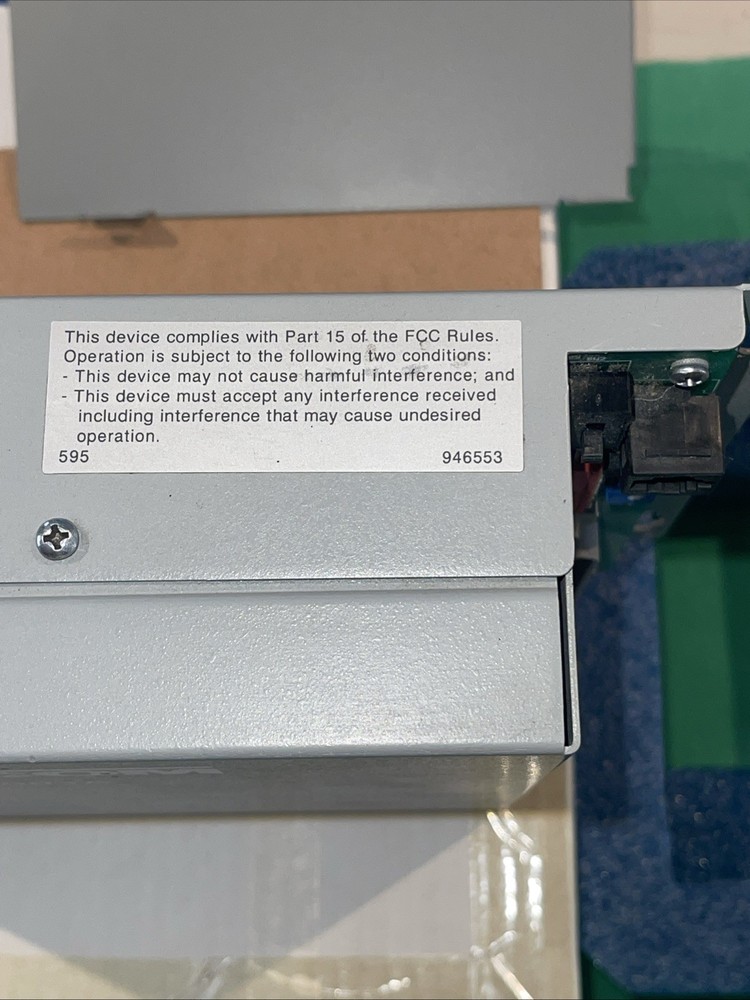 This device complies with Part 15 of the FCC Rules.
Operation is subject to the following two conditions:
- This device may not cause harmful interference; and
- This device must accept any interference received
including interference that may cause undesired
operation.
595 946553